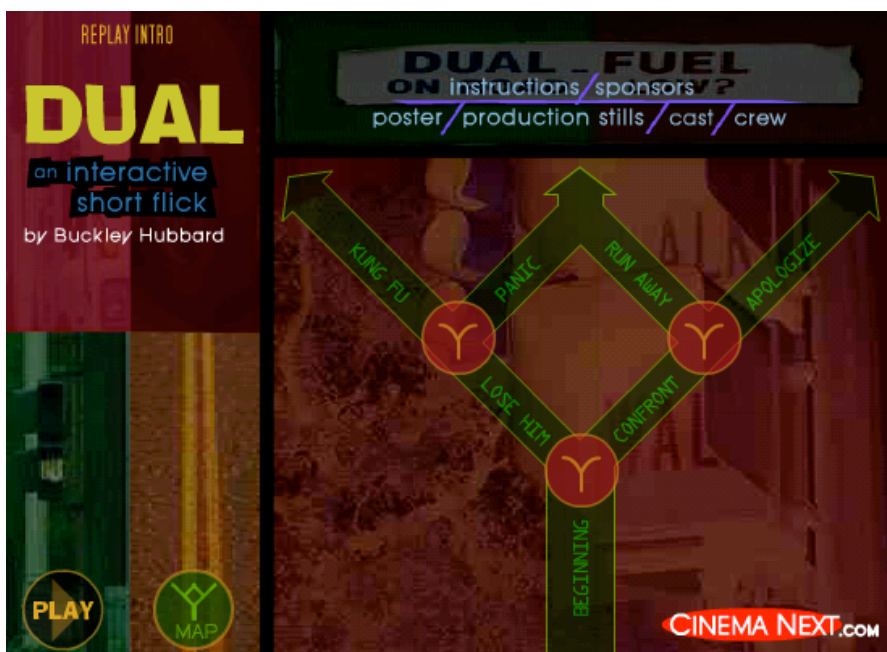 REPLAY INTRO
DUAL
an interactive
short flick
by Buckley Hubbard
DUAL - FUEL
ON
instructions/sponsors
poster/production stills/cast/crew
KUNG FU
PANIC
RUN AWAY
APOLOGIZE
LOSE HIM
CONFRONT
BEGINNING
PLAY
MAP
CINEMA NEXT.COM